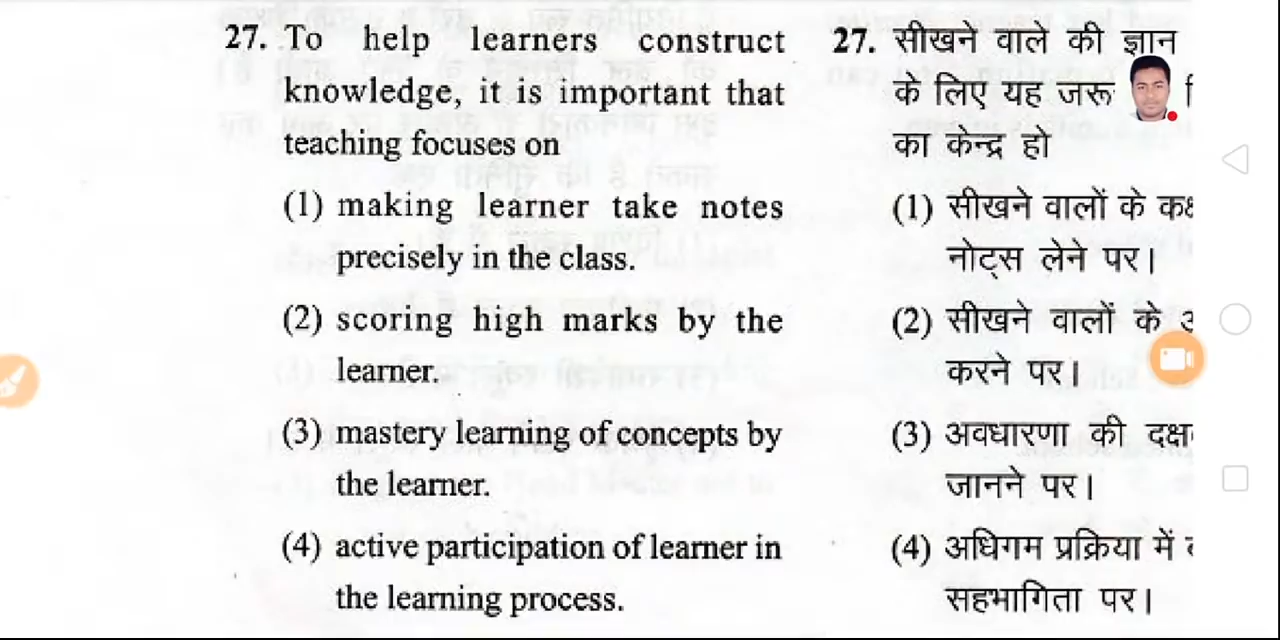 27. To help learners construct
knowledge, it is important that
teaching focuses on
(1) making learner take notes
precisely in the class.
(2) scoring high marks by the
learner.
(3) mastery learning of concepts by
the learner.
(4) active participation of learner in
the learning process.
27. सीखने वाले की ज्ञान
के लिए यह जरू
का केन्द्र हो
(1) सीखने वालों के
नोट्स लेने पर।
(2) सीखने वालों के
करने पर।
(3) अवधारणा की
जानने पर।
(4) अधिगम प्रक्रिया में
सहभागिता पर।